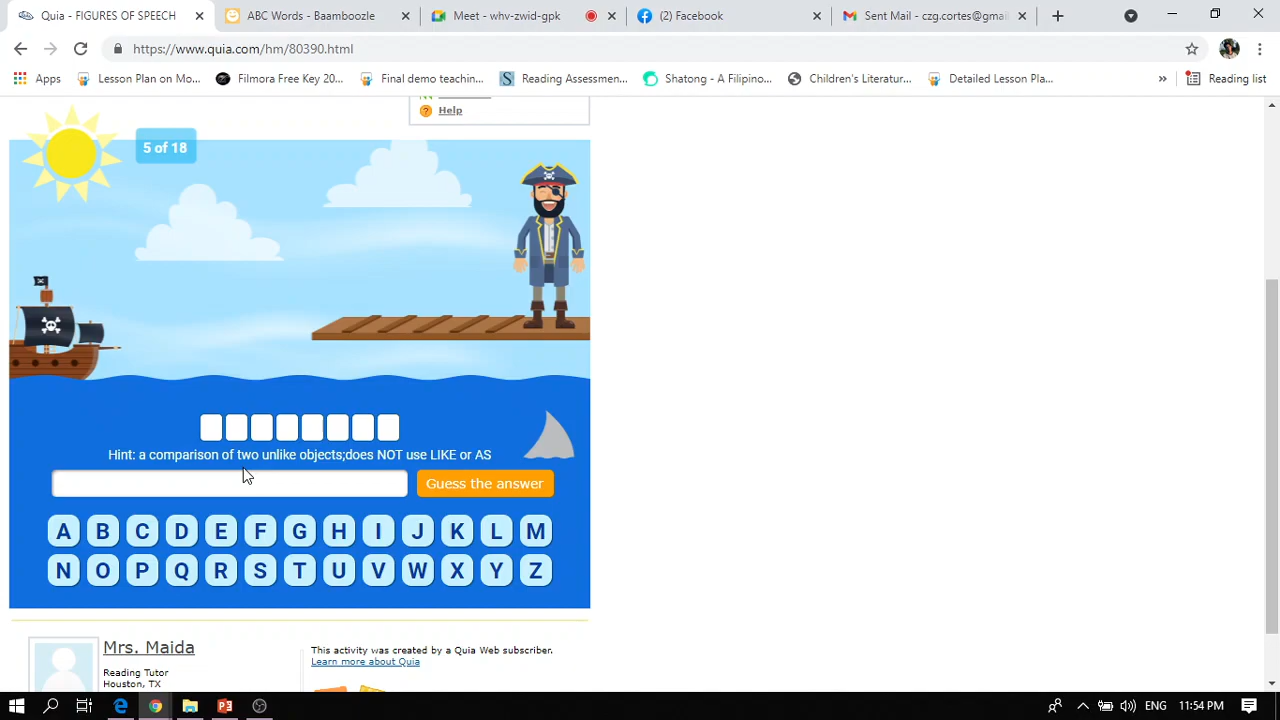 Quia - FIGURES OF SPEECH
ABC Words - Baamboozle
Meet - whv-zwid-gpk
(2) Facebook
Sent Mail - czg.cortes@gmai
https://www.quia.com/hm/80390.html
Apps
Lesson Plan on Mo...
Filmora Free Key 20...
Final demo teachin...
Reading Assessmen...
Shatong - A Filipino...
Children's Literatur...
Detailed Lesson Pla...
»
Reading list
Help
5 of 18
Hint: a comparison of two unlike objects;does NOT use LIKE or AS
Guess the answer
A B C D E F G H I J K L M
N O P Q R S T U V W X Y Z
Mrs. Maida
Reading Tutor
Houston, TX
This activity was created by a Quia Web subscriber.
Learn more about Quia
ENG
11:54 PM